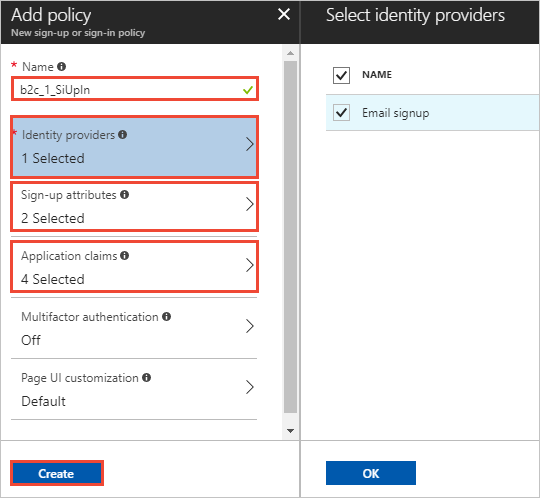 Add policy
New sign-up or sign-in policy
* Name
b2c_1_SiUpIn
* Identity providers
1 Selected
Sign-up attributes
2 Selected
Application claims
4 Selected
Multifactor authentication
Off
Page UI customization
Default
Create
Select identity providers
NAME
Email signup
OK